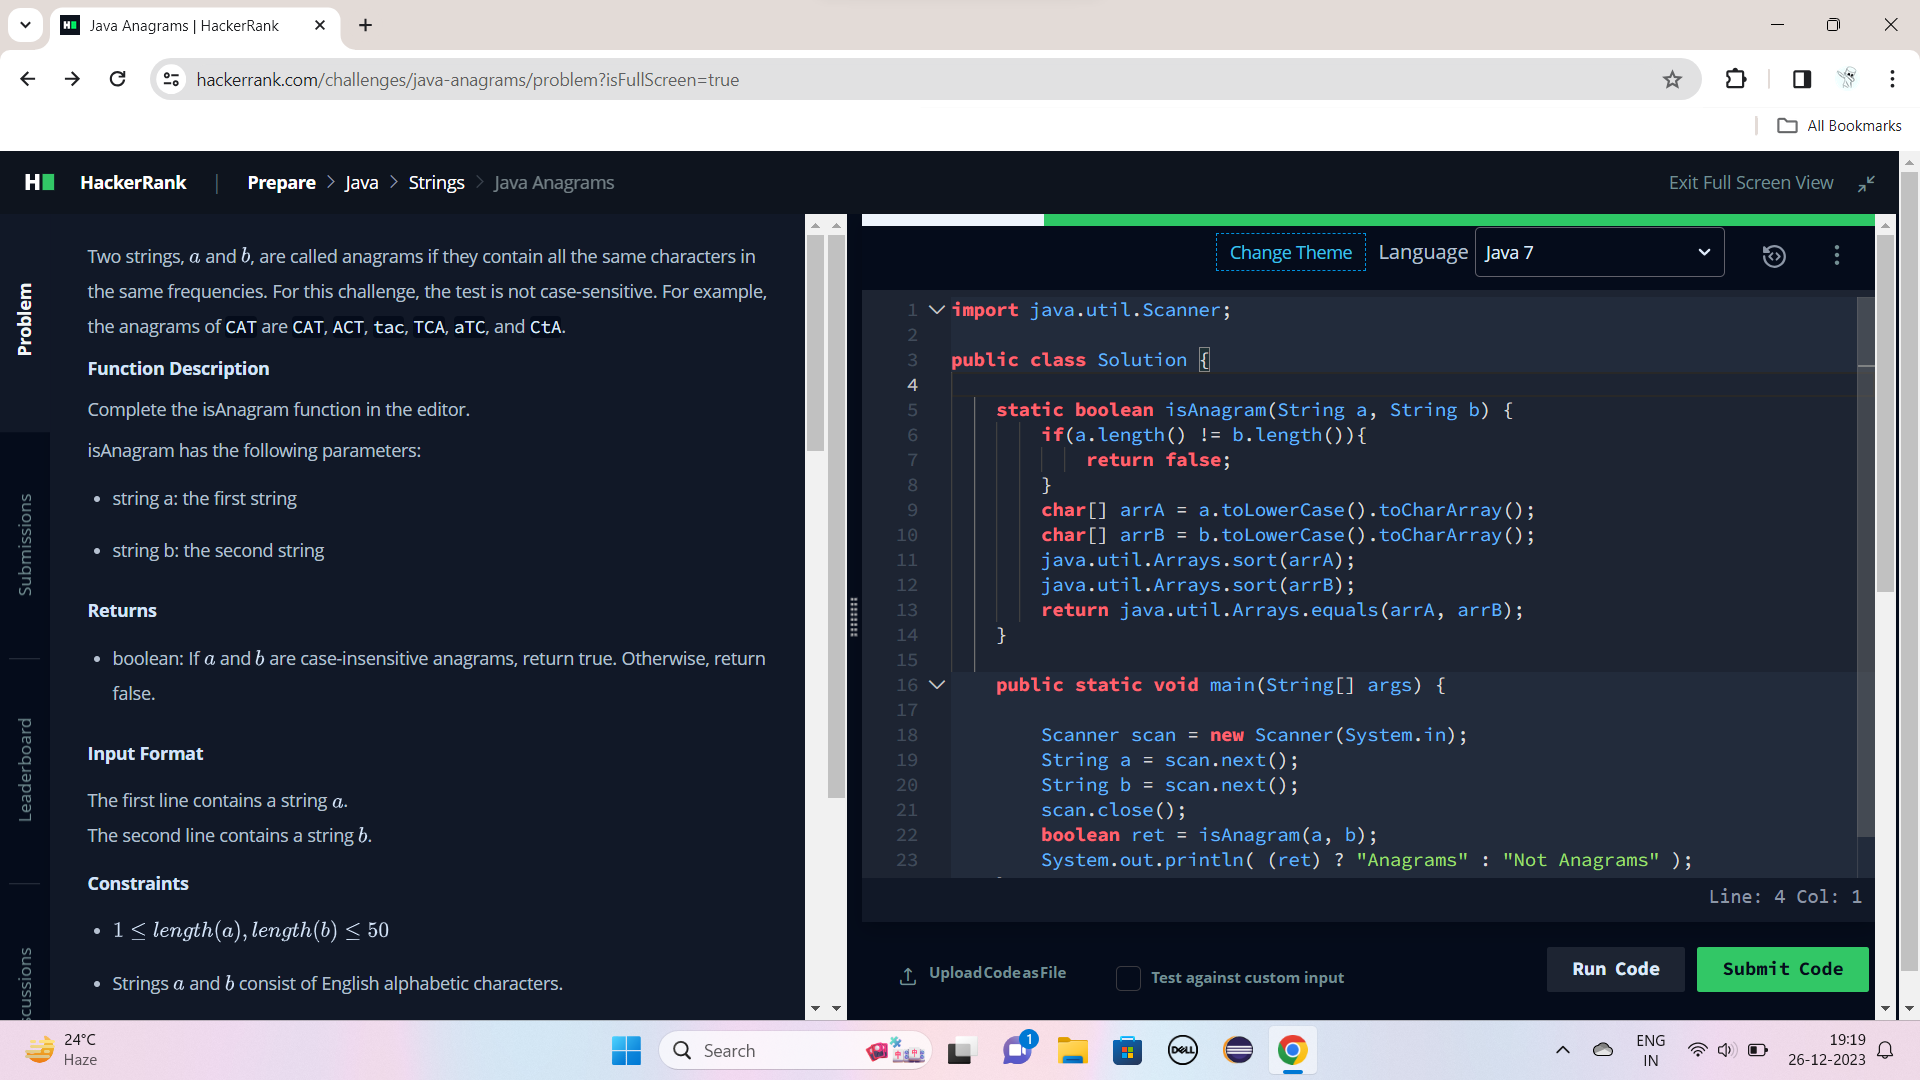 Java Anagrams | HackerRank
hackerrank.com/challenges/java-anagrams/problem?isFullScreen=true
All Bookmarks
H
HackerRank | Prepare > Java > Strings > Java Anagrams
Exit Full Screen View
Problem
Submissions
Leaderboard
scussions
Two strings, a and b, are called anagrams if they contain all the same characters in
the same frequencies. For this challenge, the test is not case-sensitive. For example,
the anagrams of CAT are CAT, ACT, tac, TCA, aTC, and CtA.
Function Description
Complete the isAnagram function in the editor.
isAnagram has the following parameters:
• string a: the first string
• string b: the second string
Returns
• boolean: If a and b are case-insensitive anagrams, return true. Otherwise, return
false.
Input Format
The first line contains a string a.
The second line contains a string b.
Constraints
• 1 ≤ length(a), length(b) ≤ 50
• Strings a and b consist of English alphabetic characters.
Change Theme Language Java 7
1 import java.util.Scanner;
2
3 public class Solution {
4
5 static boolean isAnagram(String a, String b) {
6 if(a.length() != b.length()){
7 return false;
8 }
9 char[] arrA = a.toLowerCase().toCharArray();
10 char[] arrB = b.toLowerCase().toCharArray();
11 java.util.Arrays.sort(arrA);
12 java.util.Arrays.sort(arrB);
13 return java.util.Arrays.equals(arrA, arrB);
14 }
15
16 public static void main(String[] args) {
17
18 Scanner scan = new Scanner(System.in);
19 String a = scan.next();
20 String b = scan.next();
21 scan.close();
22 boolean ret = isAnagram(a, b);
23 System.out.println( (ret) ? "Anagrams" : "Not Anagrams" );
Line: 4 Col: 1
Upload Code as File
Test against custom input
Run Code
Submit Code
24°C
Haze
Search
1
DELL
ENG
IN
19:19
26-12-2023